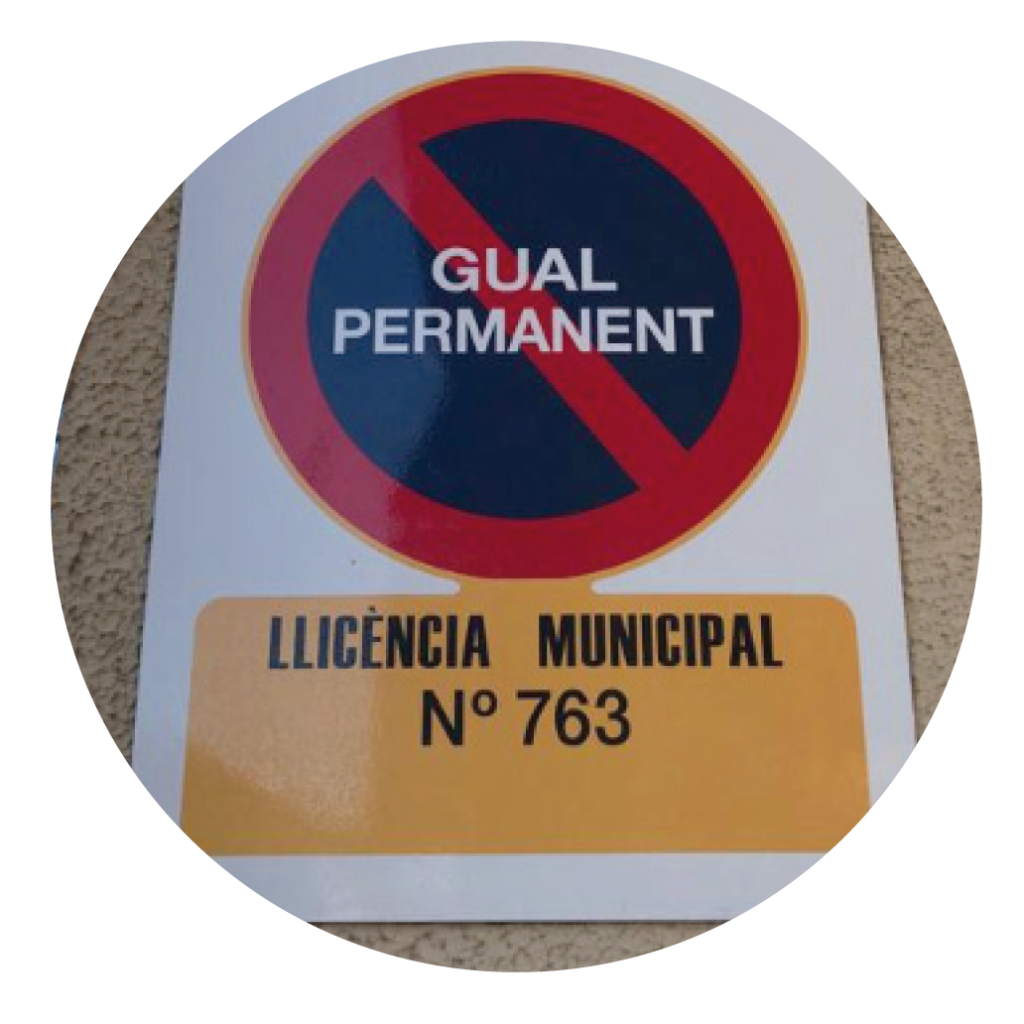 GUAL
PERMANENT
LLICÈNCIA MUNICIPAL
Nº 763